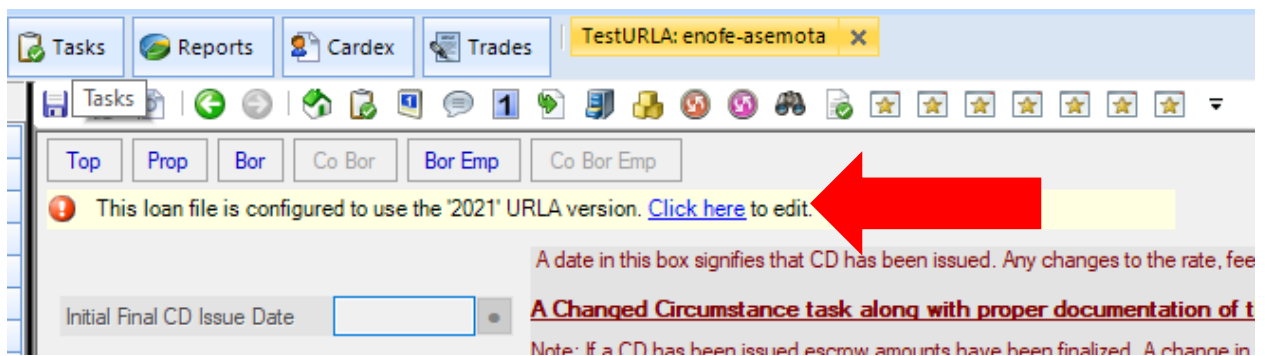 Tasks Reports Cardex Trades TestURLA: enofe-asemota
Tasks 1
Top Prop Bor Co Bor Bor Emp Co Bor Emp
This loan file is configured to use the '2021' URLA version. Click here to edit.
A date in this box signifies that CD has been issued. Any changes to the rate, fee
Initial Final CD Issue Date
A Changed Circumstance task along with proper documentation of t
Note: If a CD has been issued escrow amounts have been finalized. A change in